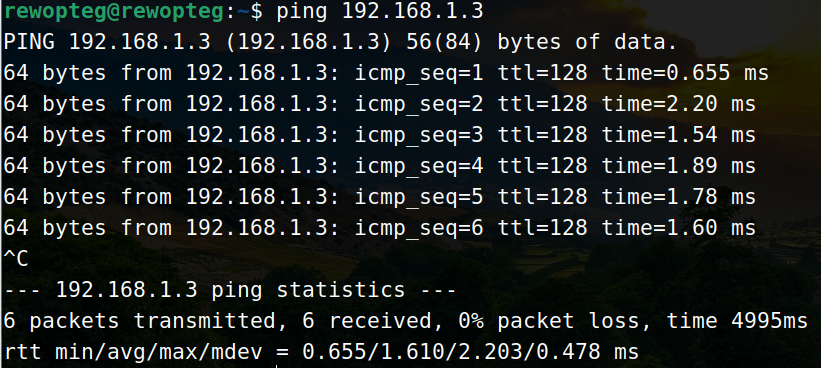 rewopteg@rewopteg:~$ ping 192.168.1.3
PING 192.168.1.3 (192.168.1.3) 56(84) bytes of data.
64 bytes from 192.168.1.3: icmp_seq=1 ttl=128 time=0.655 ms
64 bytes from 192.168.1.3: icmp_seq=2 ttl=128 time=2.20 ms
64 bytes from 192.168.1.3: icmp_seq=3 ttl=128 time=1.54 ms
64 bytes from 192.168.1.3: icmp_seq=4 ttl=128 time=1.89 ms
64 bytes from 192.168.1.3: icmp_seq=5 ttl=128 time=1.78 ms
64 bytes from 192.168.1.3: icmp_seq=6 ttl=128 time=1.60 ms
^C
--- 192.168.1.3 ping statistics ---
6 packets transmitted, 6 received, 0% packet loss, time 4995ms
rtt min/avg/max/mdev = 0.655/1.610/2.203/0.478 ms